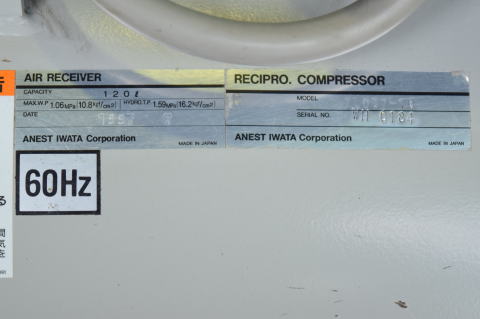 AIR RECEIVER
CAPACITY 120ℓ
MAX.W.P 1.06MPa(10.8kgf/cm²) HYDRO.T.P 1.59MPa(16.2kgf/cm²)
DATE
ANEST IWATA Corporation MADE IN JAPAN
RECIPRO. COMPRESSOR
MODEL
SERIAL NO.
ANEST IWATA Corporation MADE IN JAPAN
60Hz